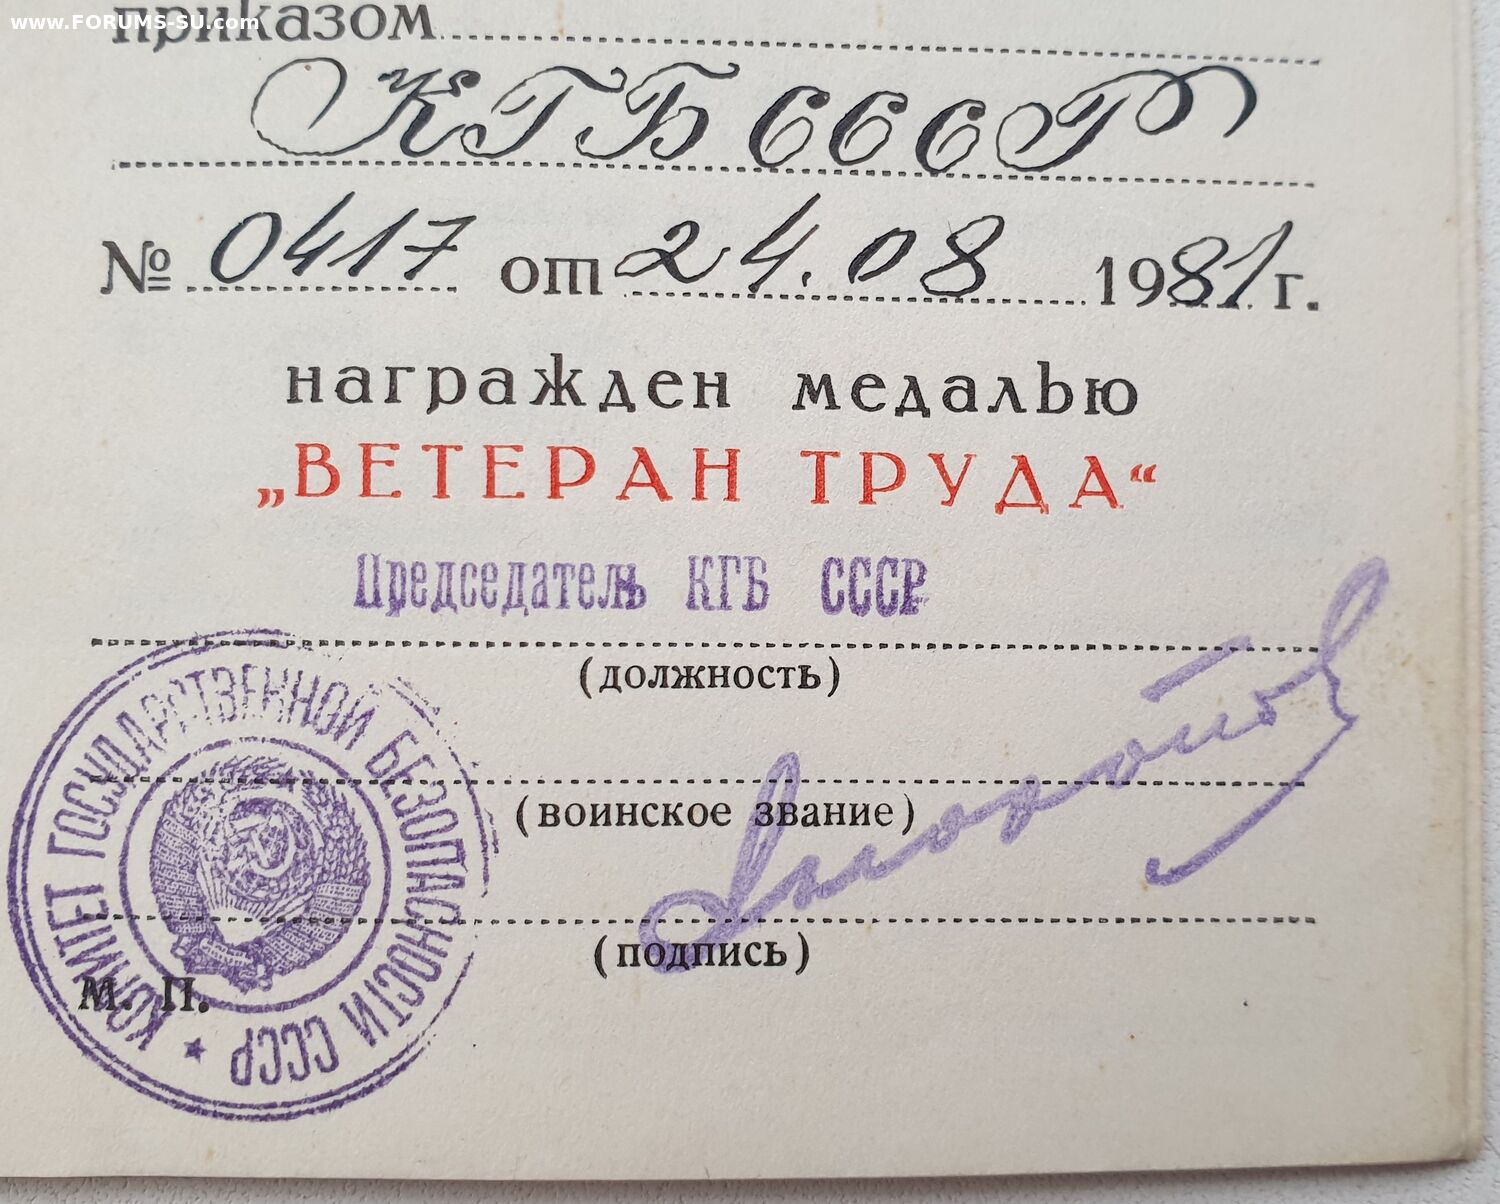 www.FORUMS-SU.com
приказом
КГБ СССР
№ 0417 от 24.08 1981 г.
награжден медалью
„ВЕТЕРАН ТРУДА“
Председатель КГБ СССР
(должность)
(воинское звание)
(подпись)
М. П.
КОМИТЕТ ГОСУДАРСТВЕННОЙ БЕЗОПАСНОСТИ СССР ★